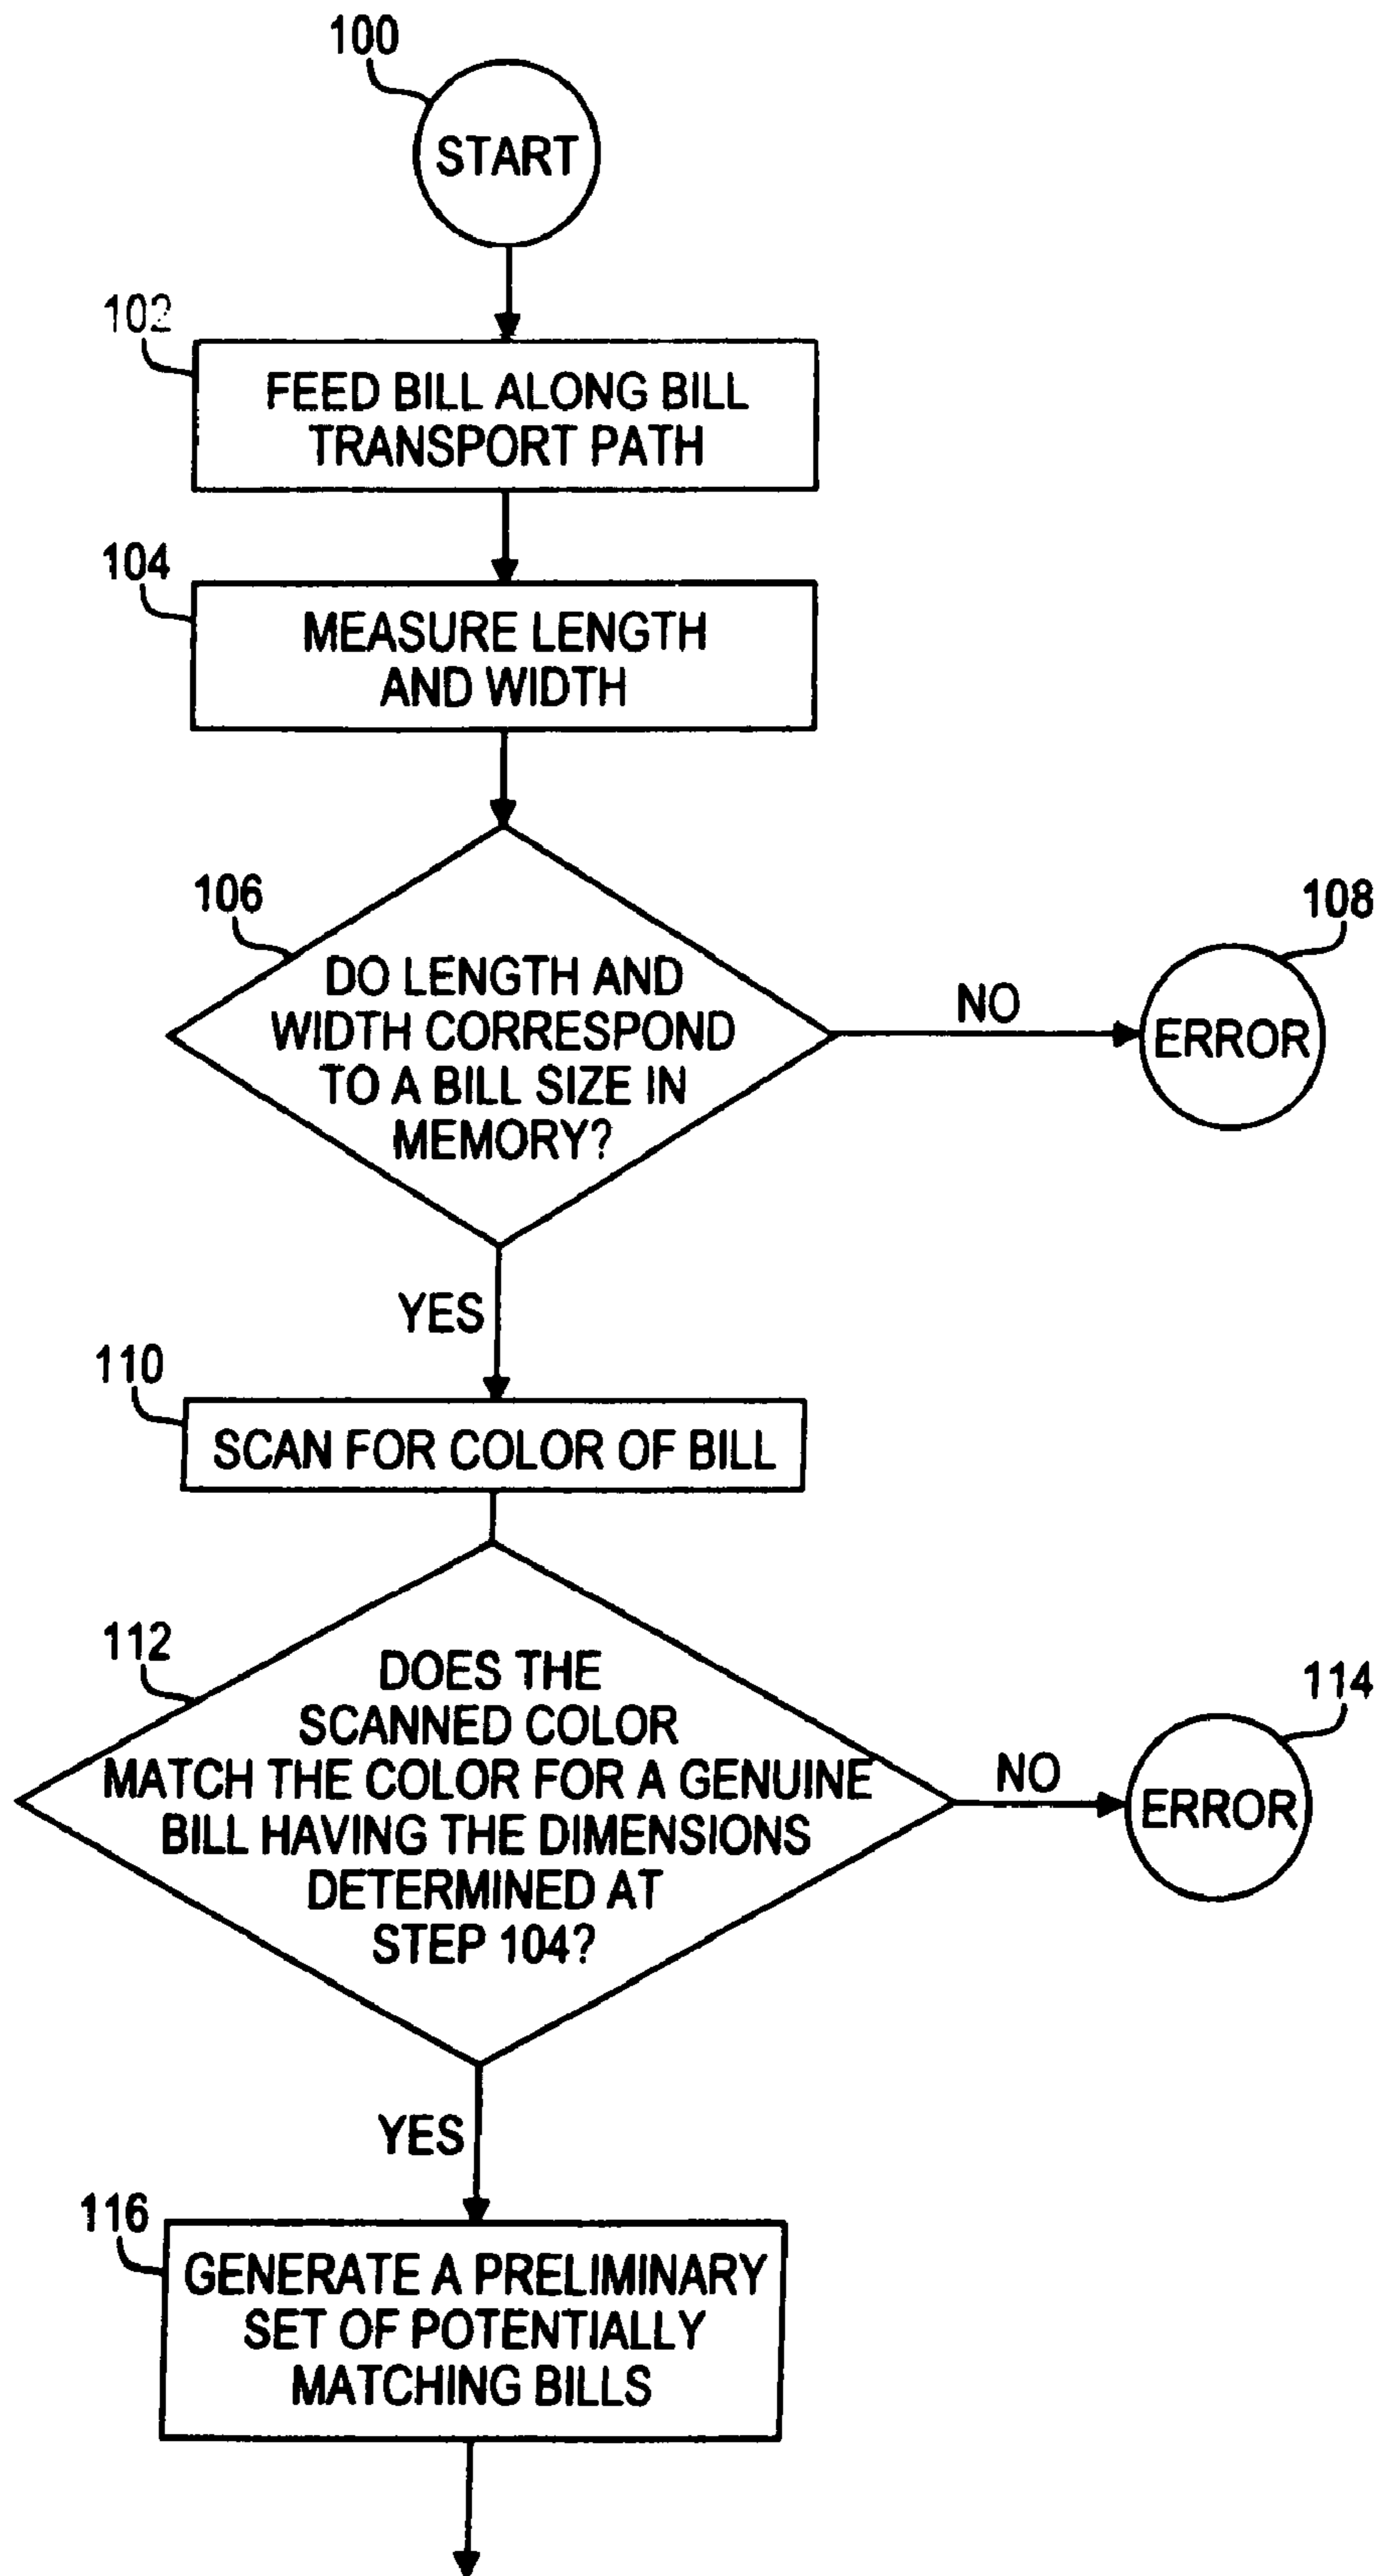 100
START
102
FEED BILL ALONG BILL
TRANSPORT PATH
104
MEASURE LENGTH
AND WIDTH
106
DO LENGTH AND
WIDTH CORRESPOND
TO A BILL SIZE IN
MEMORY?
NO
108
ERROR
YES
110
SCAN FOR COLOR OF BILL
112
DOES THE
SCANNED COLOR
MATCH THE COLOR FOR A GENUINE
BILL HAVING THE DIMENSIONS
DETERMINED AT
STEP 104?
NO
114
ERROR
YES
116
GENERATE A PRELIMINARY
SET OF POTENTIALLY
MATCHING BILLS